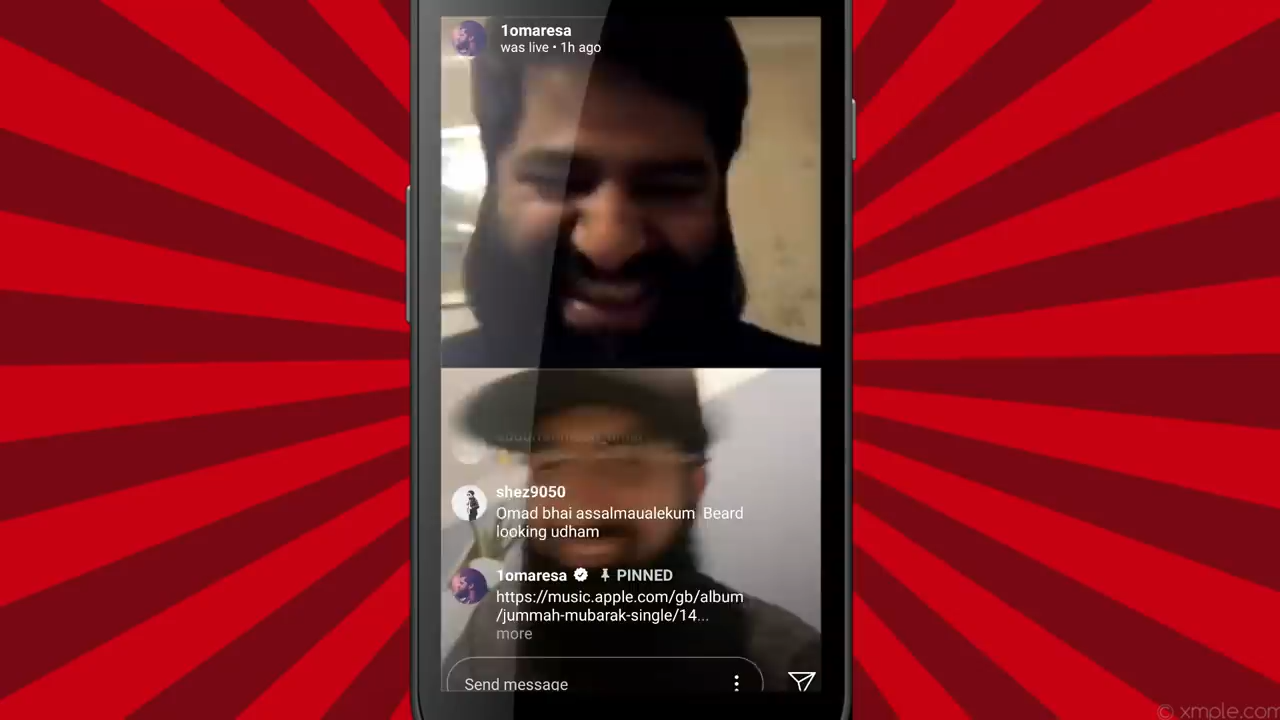 1omaresa
was live • 1h ago
shez9050
Omad bhai assalmaualekum Beard
looking udham
1omaresa PINNED
https://music.apple.com/gb/album
/jummah-mubarak-single/14...
more
Send message
© xmple.com